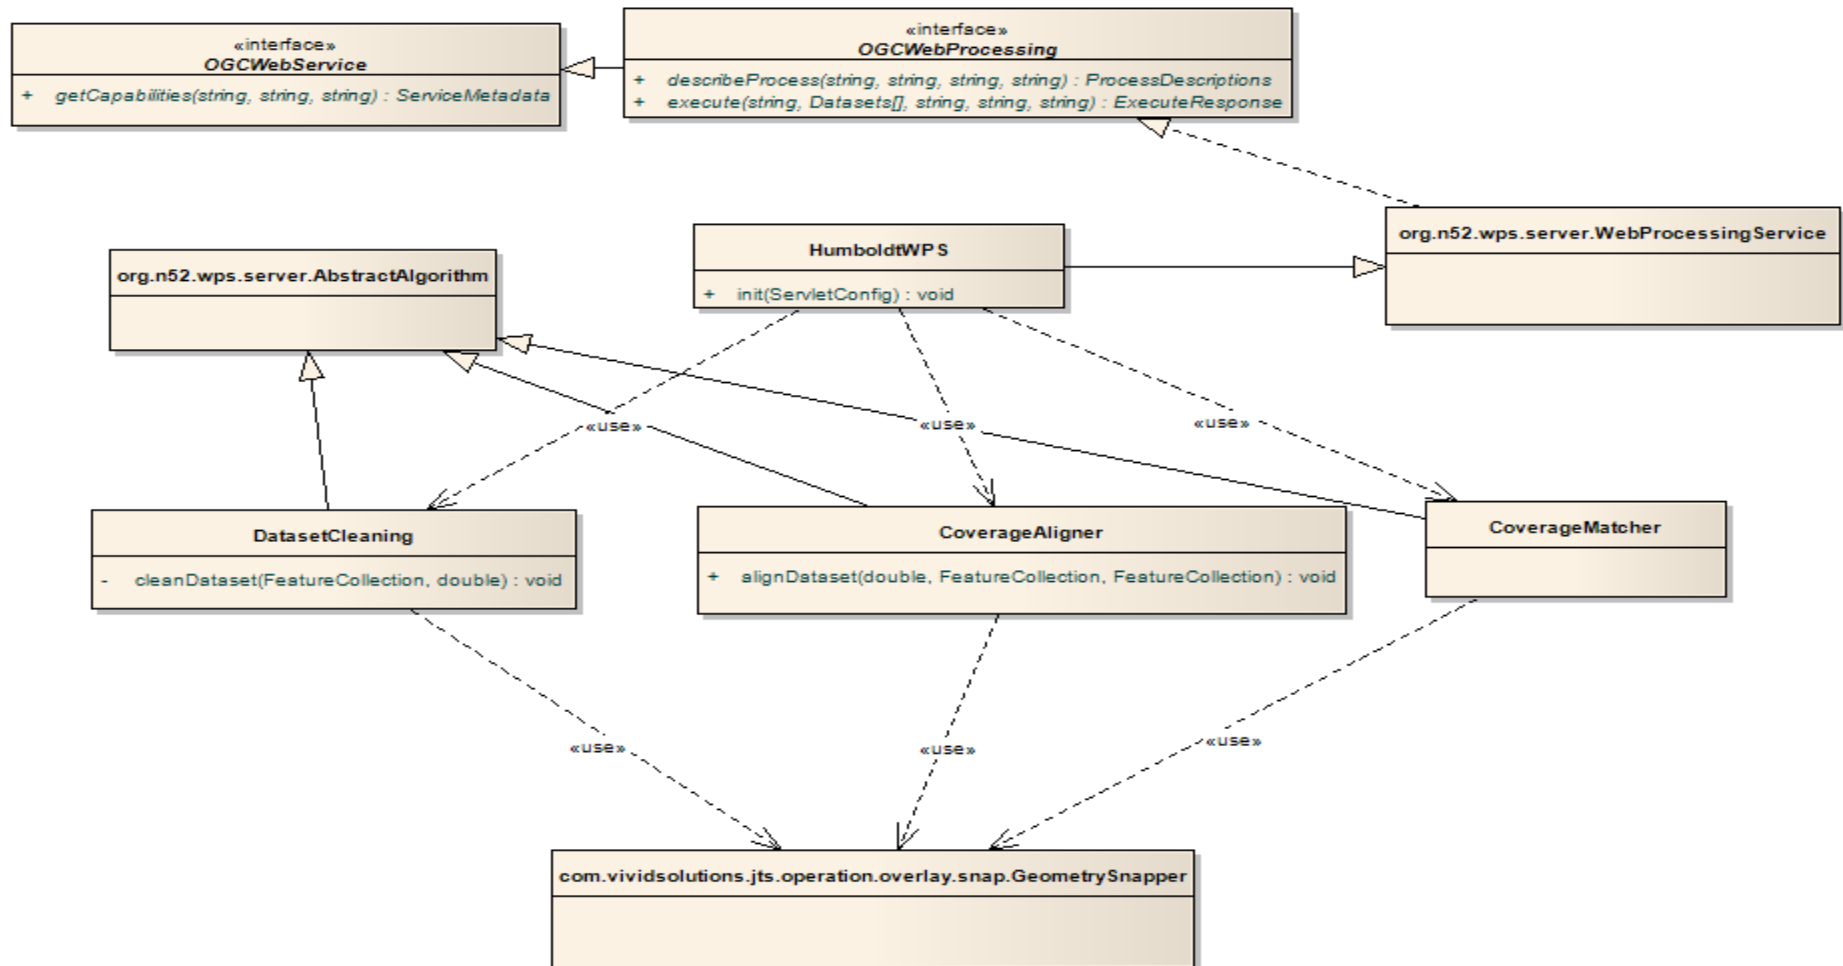 «interface»
OGCWebService
+ getCapabilities(string, string, string) : ServiceMetadata
«interface»
OGCWebProcessing
+ describeProcess(string, string, string, string) : ProcessDescriptions
+ execute(string, Datasets[], string, string, string) : ExecuteResponse
org.n52.wps.server.AbstractAlgorithm
HumboldtWPS
+ init(ServletConfig) : void
org.n52.wps.server.WebProcessingService
«use»
«use»
«use»
DatasetCleaning
- cleanDataset(FeatureCollection, double) : void
CoverageAligner
+ alignDataset(double, FeatureCollection, FeatureCollection) : void
CoverageMatcher
«use»
«use»
«use»
com.vividsolutions.jts.operation.overlay.snap.GeometrySnapper